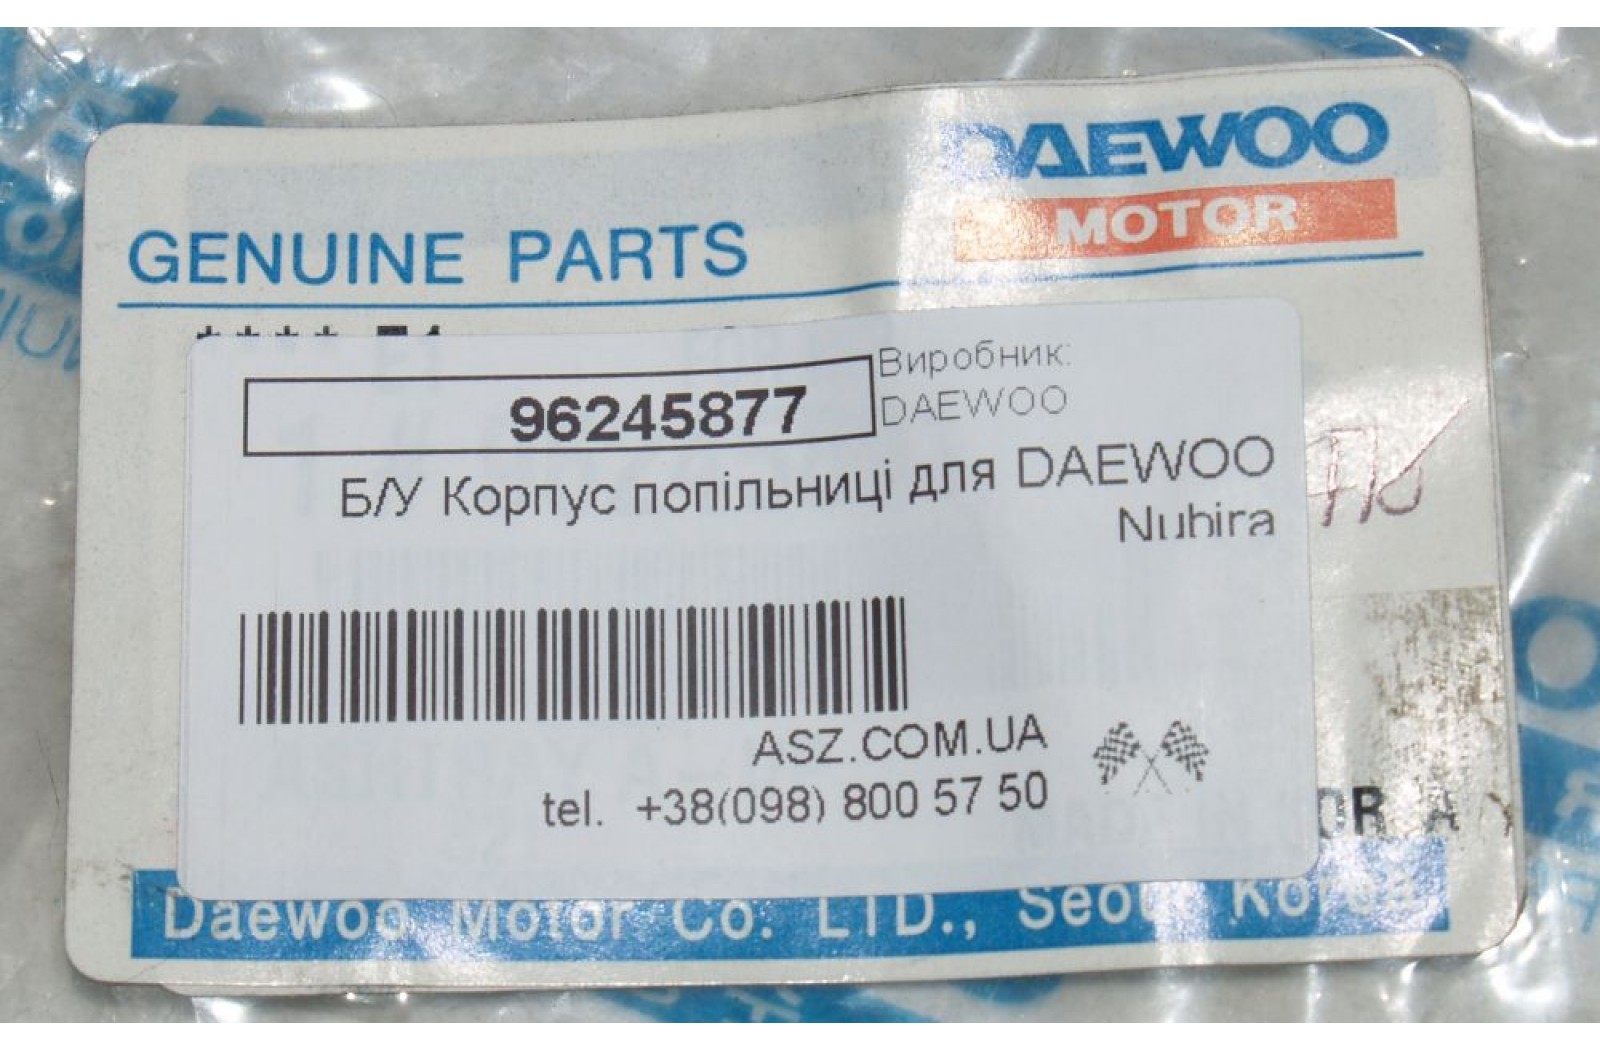 DAEWOO
MOTOR
GENUINE PARTS
96245877
Виробник:
DAEWOO
Б/У Корпус попільниці для DAEWOO
Nubira
ASZ.COM.UA
tel. +38(098) 800 57 50
Daewoo Motor Co. LTD., Seoul Korea